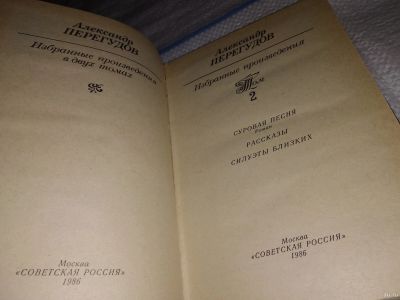 Александр
ПЕРЕГУДОВ
Избранные произведения
в двух томах
Москва
«СОВЕТСКАЯ РОССИЯ»
1986
Александр
ПЕРЕГУДОВ
Избранные произведения
Том
2
СУРОВАЯ ПЕСНЯ
Роман
РАССКАЗЫ
СИЛУЭТЫ БЛИЗКИХ
Москва
«СОВЕТСКАЯ РОССИЯ»
1986